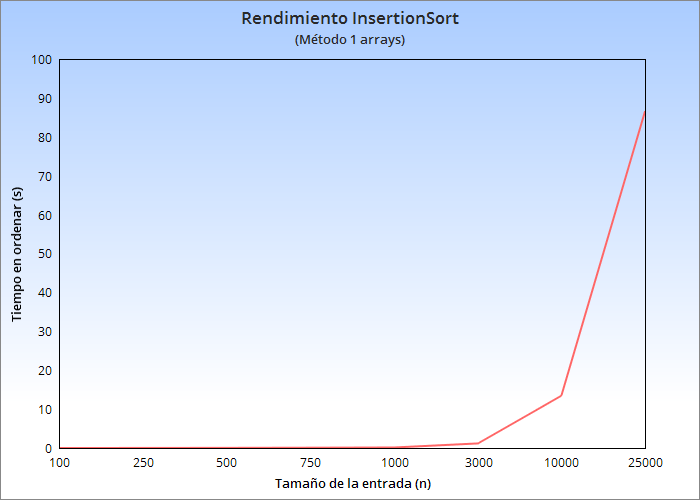 Rendimiento InsertionSort
(Método 1 arrays)
100
90
80
70
60
50
40
30
20
10
0
Tiempo en ordenar (s)
100 250 500 750 1000 3000 10000 25000
Tamaño de la entrada (n)